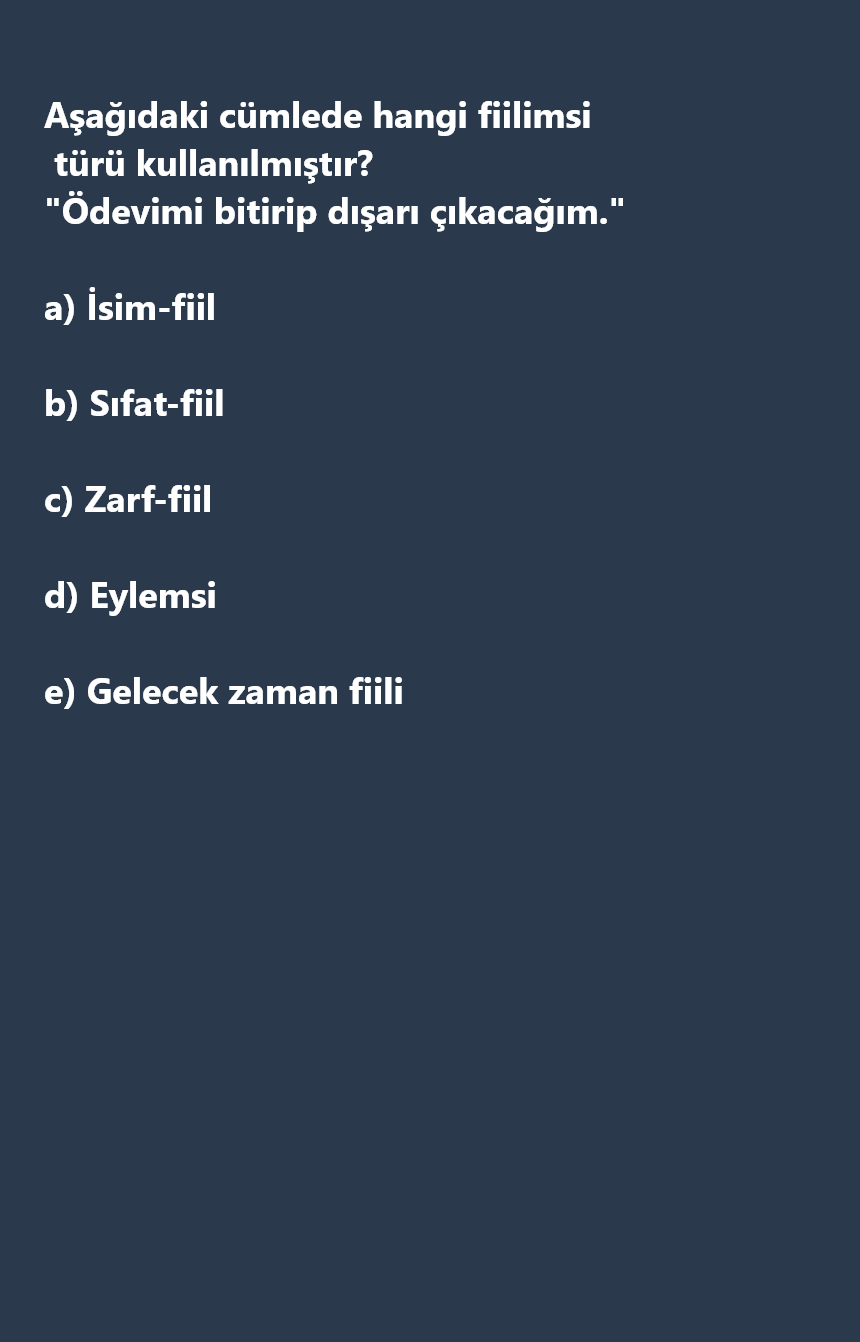 Aşağıdaki cümlede hangi fiilimsi
türü kullanılmıştır?
"Ödevimi bitirip dışarı çıkacağım."
a) İsim-fiil
b) Sıfat-fiil
c) Zarf-fiil
d) Eylemsi
e) Gelecek zaman fiili